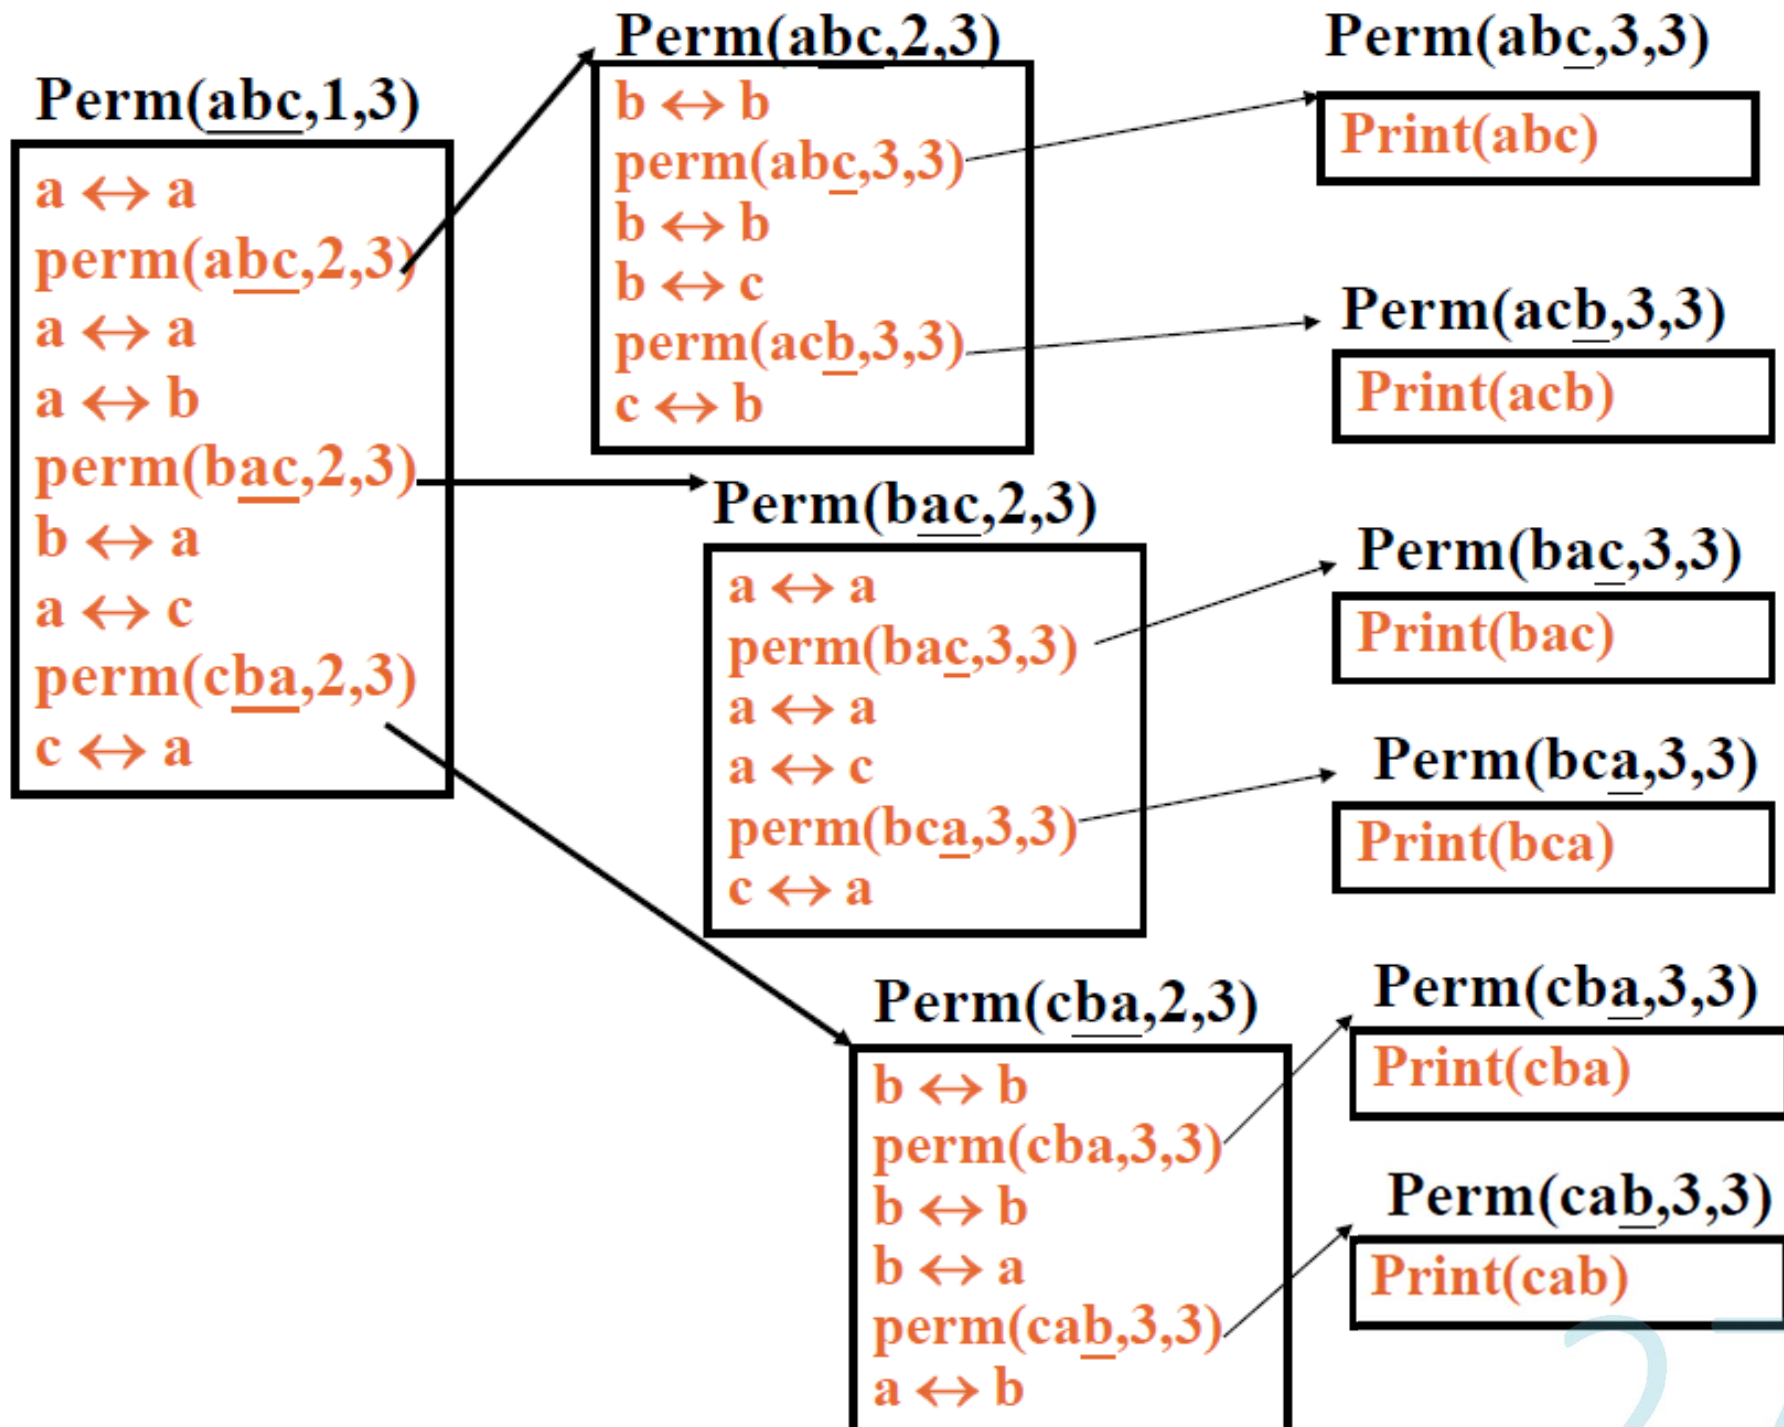 Perm(abc,1,3)
a ↔ a
perm(abc,2,3)
a ↔ a
a ↔ b
perm(bac,2,3)
b ↔ a
a ↔ c
perm(cba,2,3)
c ↔ a
Perm(abc,2,3)
b ↔ b
perm(abc,3,3)
b ↔ b
b ↔ c
perm(acb,3,3)
c ↔ b
Perm(abc,3,3)
Print(abc)
Perm(acb,3,3)
Print(acb)
Perm(bac,2,3)
a ↔ a
perm(bac,3,3)
a ↔ a
a ↔ c
perm(bca,3,3)
c ↔ a
Perm(bac,3,3)
Print(bac)
Perm(bca,3,3)
Print(bca)
Perm(cba,2,3)
b ↔ b
perm(cba,3,3)
b ↔ b
b ↔ a
perm(cab,3,3)
a ↔ b
Perm(cba,3,3)
Print(cba)
Perm(cab,3,3)
Print(cab)